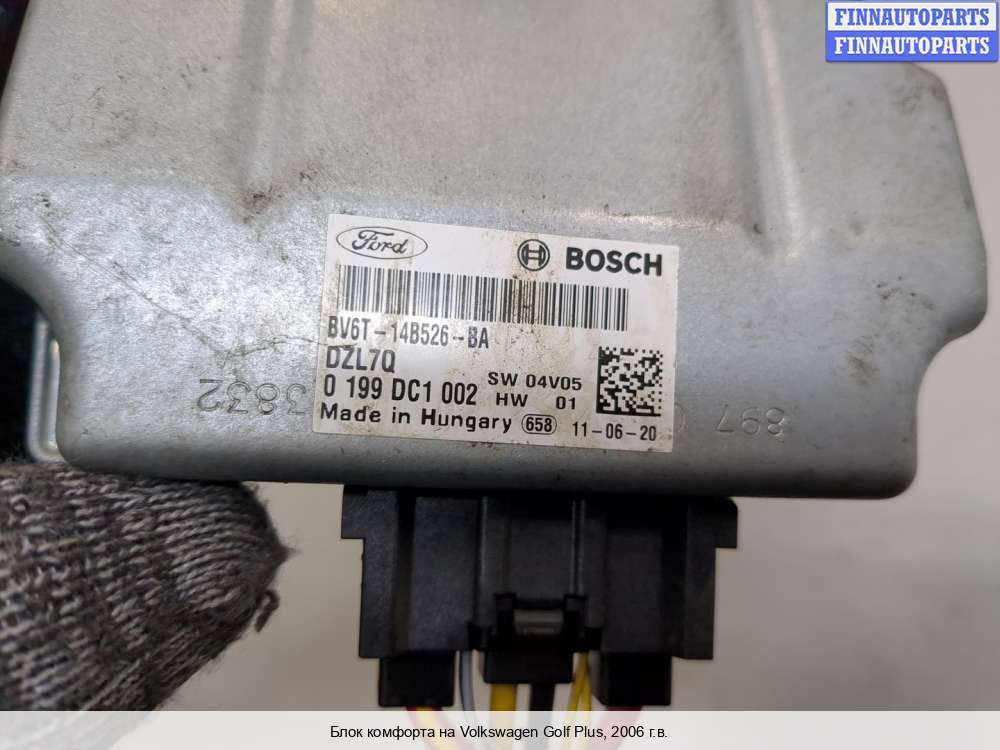 FINNAUTOPARTS
FINNAUTOPARTS
Ford
BOSCH
BV6T-14B526-BA
DZL7Q
0 199 DC1 002
SW 04V05
HW 01
Made in Hungary 658 11-06-20
3832
897
Блок комфорта на Volkswagen Golf Plus, 2006 г.в.